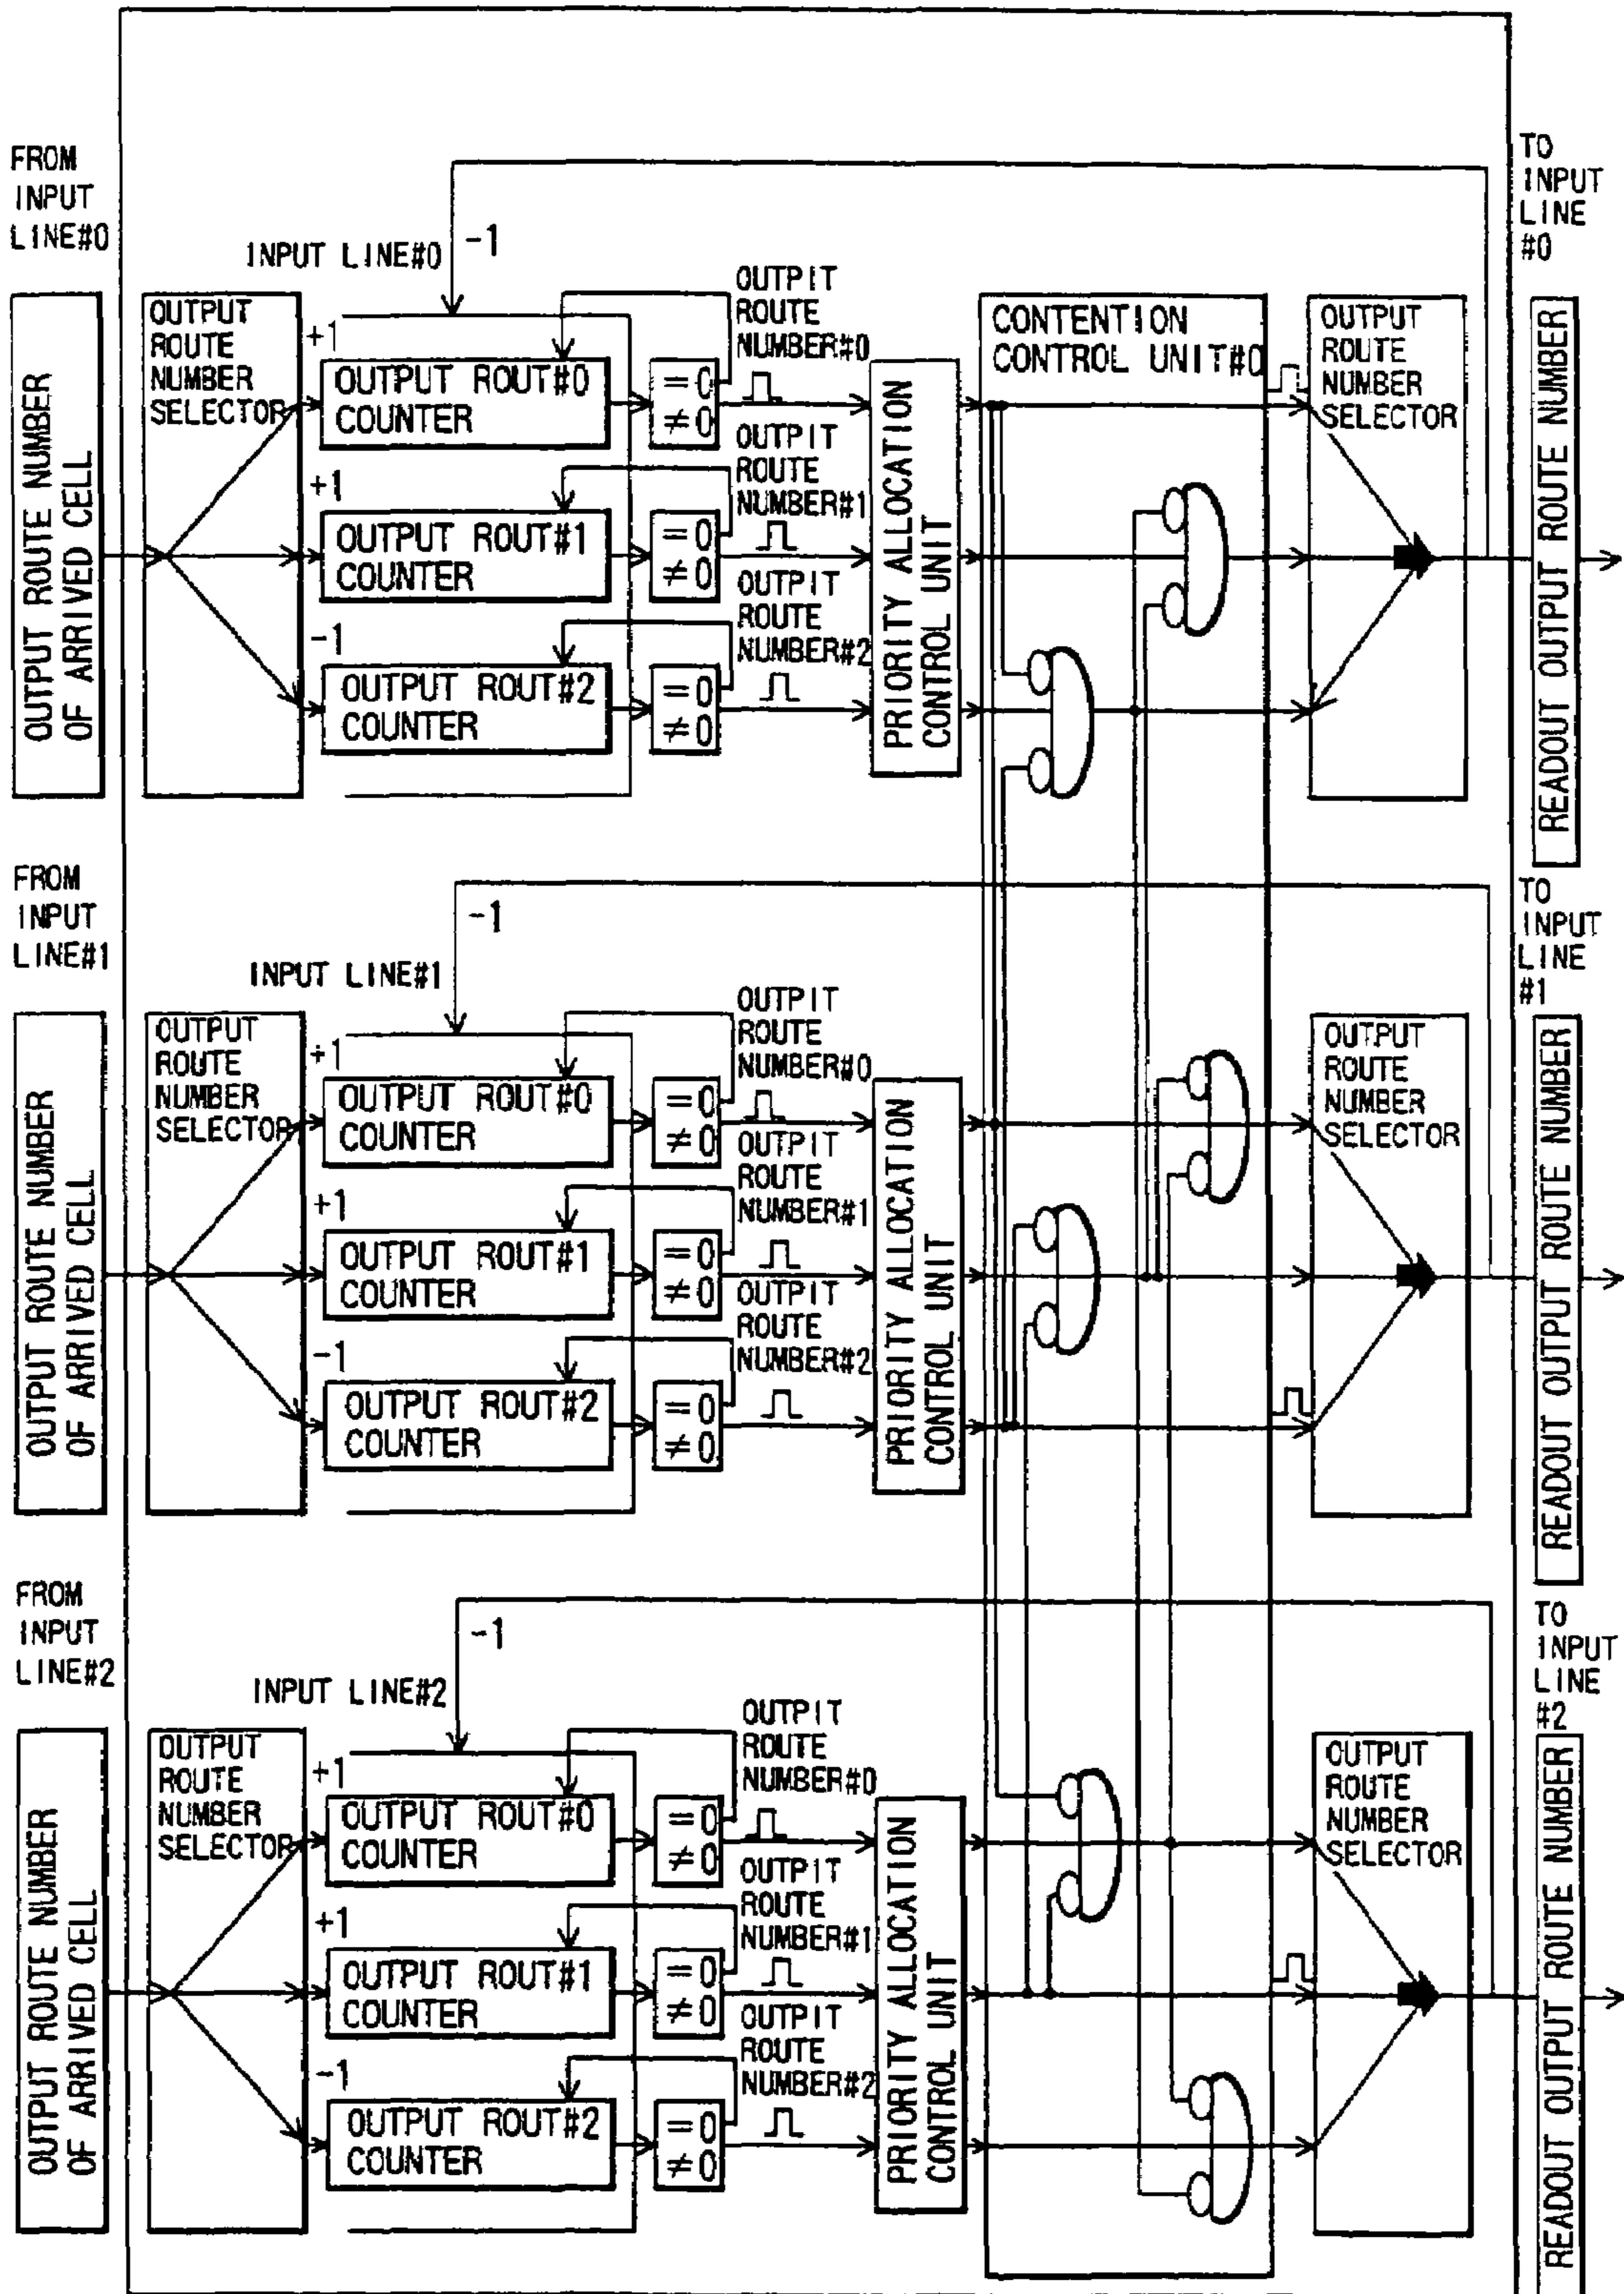 FROM
INPUT
LINE#0
OUTPUT ROUTE NUMBER
OF ARRIVED CELL
OUTPUT
ROUTE
NUMBER
SELECTOR
INPUT LINE#0
-1
+1
OUTPUT ROUT#0
COUNTER
+1
OUTPUT ROUT#1
COUNTER
-1
OUTPUT ROUT#2
COUNTER
=0
≠0
=0
≠0
=0
≠0
OUTPIT
ROUTE
NUMBER#0
OUTPIT
ROUTE
NUMBER#1
OUTPIT
ROUTE
NUMBER#2
PRIORITY ALLOCATION
CONTROL UNIT
CONTENTION
CONTROL UNIT#0
OUTPUT
ROUTE
NUMBER
SELECTOR
TO
INPUT
LINE
#0
READOUT OUTPUT ROUTE NUMBER
FROM
INPUT
LINE#1
OUTPUT ROUTE NUMBER
OF ARRIVED CELL
OUTPUT
ROUTE
NUMBER
SELECTOR
INPUT LINE#1
-1
+1
OUTPUT ROUT#0
COUNTER
+1
OUTPUT ROUT#1
COUNTER
-1
OUTPUT ROUT#2
COUNTER
=0
≠0
=0
≠0
=0
≠0
OUTPIT
ROUTE
NUMBER#0
OUTPIT
ROUTE
NUMBER#1
OUTPIT
ROUTE
NUMBER#2
PRIORITY ALLOCATION
CONTROL UNIT
OUTPUT
ROUTE
NUMBER
SELECTOR
TO
INPUT
LINE
#1
READOUT OUTPUT ROUTE NUMBER
FROM
INPUT
LINE#2
OUTPUT ROUTE NUMBER
OF ARRIVED CELL
OUTPUT
ROUTE
NUMBER
SELECTOR
INPUT LINE#2
-1
+1
OUTPUT ROUT#0
COUNTER
+1
OUTPUT ROUT#1
COUNTER
-1
OUTPUT ROUT#2
COUNTER
=0
≠0
=0
≠0
=0
≠0
OUTPIT
ROUTE
NUMBER#0
OUTPIT
ROUTE
NUMBER#1
OUTPIT
ROUTE
NUMBER#2
PRIORITY ALLOCATION
CONTROL UNIT
OUTPUT
ROUTE
NUMBER
SELECTOR
TO
INPUT
LINE
#2
READOUT OUTPUT ROUTE NUMBER